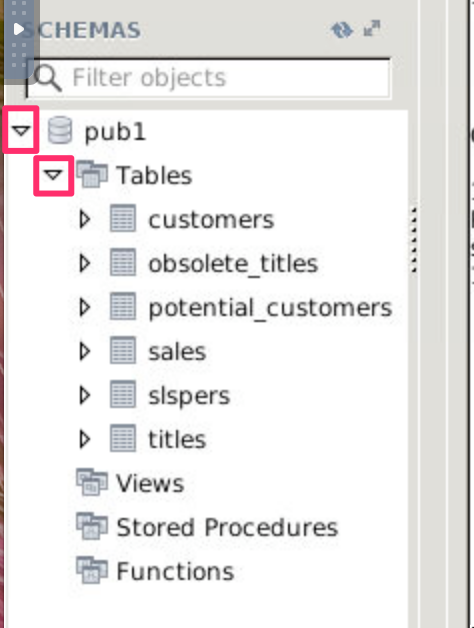 SCHEMAS
Filter objects
pub1
Tables
customers
obsolete_titles
potential_customers
sales
slspers
titles
Views
Stored Procedures
Functions